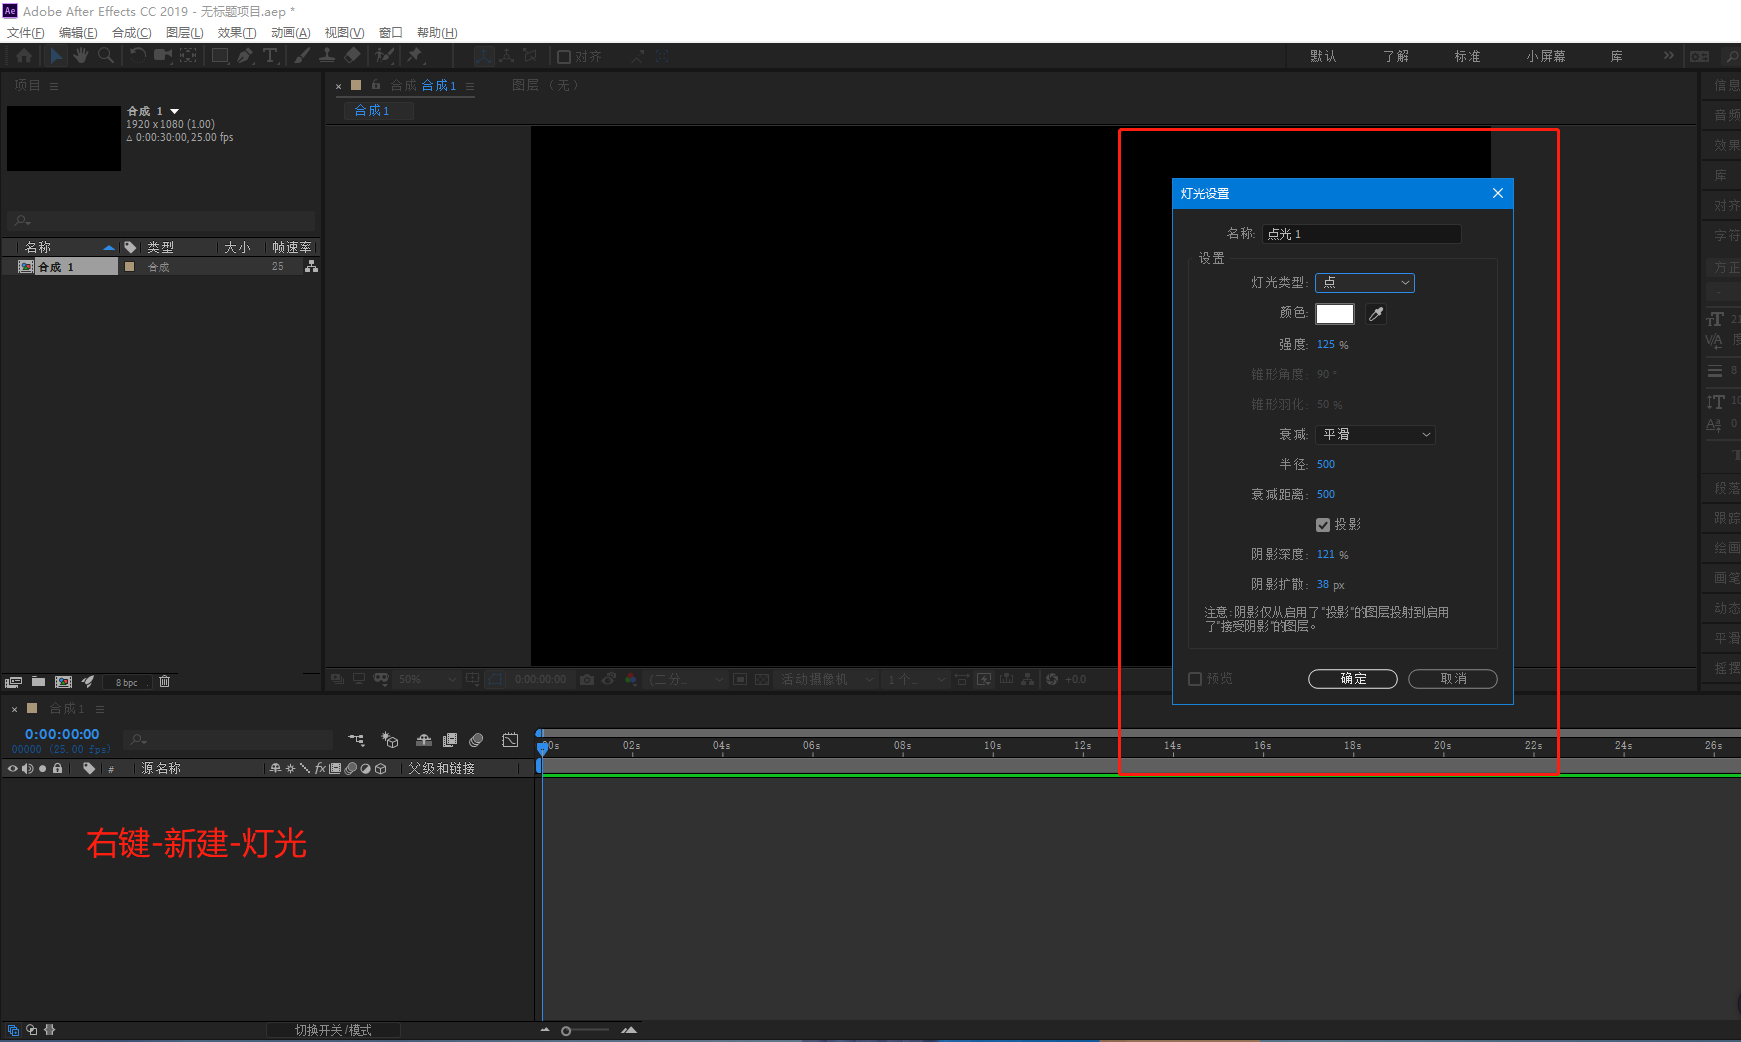 Adobe After Effects CC 2019 - 无标题项目.aep *
文件(F) 编辑(E) 合成(C) 图层(L) 效果(T) 动画(A) 视图(V) 窗口 帮助(H)
对齐 默认 了解 标准 小屏幕 库 »
项目
合成 1
1920 x 1080 (1.00)
△ 0:00:30:00, 25.00 fps
名称 类型 大小 帧速率
合成 1 合成 25
8 bpc
× 合成 合成1 图层 (无)
合成1
灯光设置
名称: 点光 1
设置
灯光类型: 点
颜色:
强度: 125 %
锥形角度: 90 °
锥形羽化: 50 %
衰减: 平滑
半径: 500
衰减距离: 500
投影
阴影深度: 121 %
阴影扩散: 38 px
注意:阴影仅从启用了"投影"的图层投射到启用
了"接受阴影"的图层。
预览 确定 取消
信息
音频
效果
库
对齐
字符
方正
段落
跟踪
绘画
画笔
动态
平滑
摇摆
50% 0:00:00:00 (二分... 活动摄像机 1 个... +0.0
× 合成1
0:00:00:00
00000 (25.00 fps)
# 源名称 fx 父级和链接
00s 02s 04s 06s 08s 10s 12s 14s 16s 18s 20s 22s 24s 26s
右键-新建-灯光
切换开关/模式